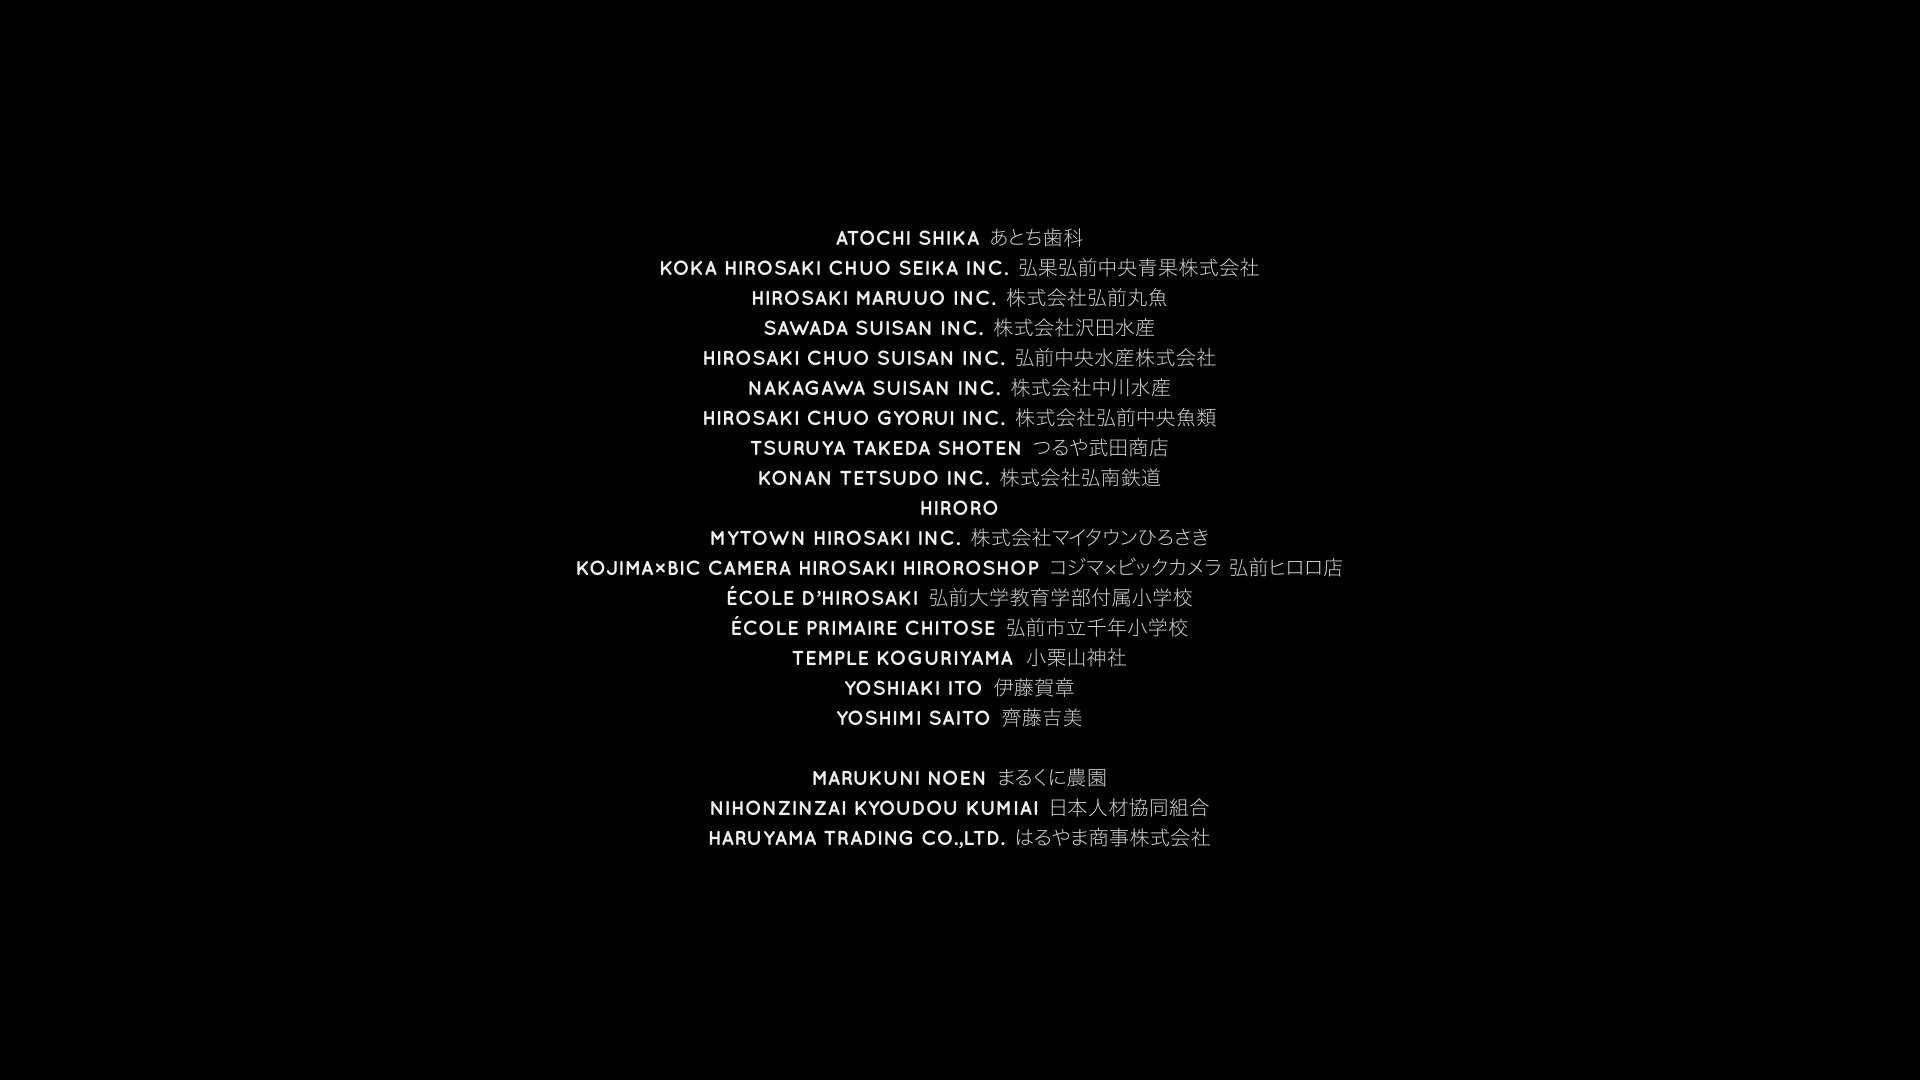 ATOCHI SHIKA あとち歯科
KOKA HIROSAKI CHUO SEIKA INC. 弘果弘前中央青果株式会社
HIROSAKI MARUUO INC. 株式会社弘前丸魚
SAWADA SUISAN INC. 株式会社沢田水産
HIROSAKI CHUO SUISAN INC. 弘前中央水産株式会社
NAKAGAWA SUISAN INC. 株式会社中川水産
HIROSAKI CHUO GYORUI INC. 株式会社弘前中央魚類
TSURUYA TAKEDA SHOTEN つるや武田商店
KONAN TETSUDO INC. 株式会社弘南鉄道
HIRORO
MYTOWN HIROSAKI INC. 株式会社マイタウンひろさき
KOJIMA×BIC CAMERA HIROSAKI HIROROSHOP コジマ×ビックカメラ 弘前ヒロロ店
ÉCOLE D’HIROSAKI 弘前大学教育学部付属小学校
ÉCOLE PRIMAIRE CHITOSE 弘前市立千年小学校
TEMPLE KOGURIYAMA 小栗山神社
YOSHIAKI ITO 伊藤賀章
YOSHIMI SAITO 齊藤吉美
MARUKUNI NOEN まるくに農園
NIHONZINZAI KYOUDOU KUMIAI 日本人材協同組合
HARUYAMA TRADING CO.,LTD. はるやま商事株式会社